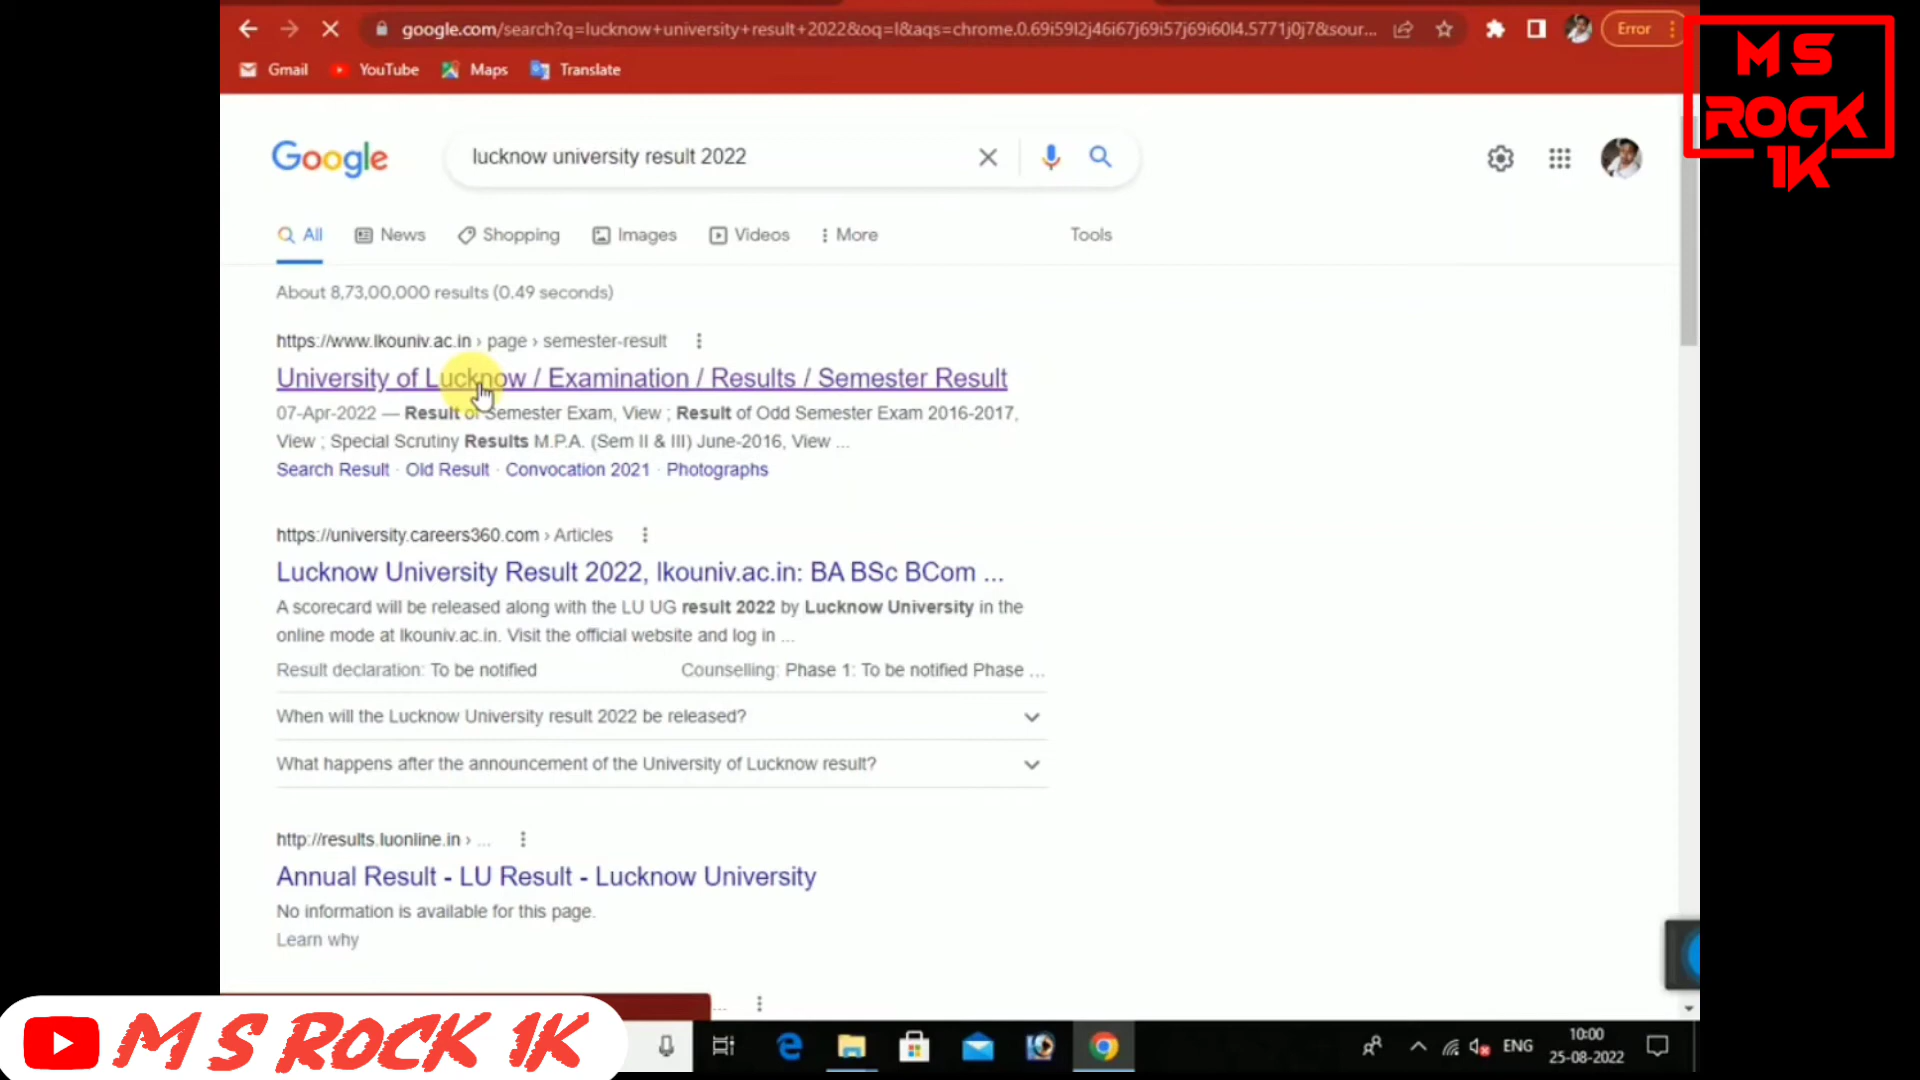 google.com/search?q=lucknow+university+result+2022&oq=l&aqs=chrome.0.69i59l2j46i67j69i57j69i60l4.5771j0j7&sour...
Error
Gmail YouTube Maps Translate
M S
ROCK
1K
Google
lucknow university result 2022
All News Shopping Images Videos More Tools
About 8,73,00,000 results (0.49 seconds)
https://www.lkouniv.ac.in › page › semester-result
University of Lucknow / Examination / Results / Semester Result
07-Apr-2022 — Result of Semester Exam, View ; Result of Odd Semester Exam 2016-2017,
View ; Special Scrutiny Results M.P.A. (Sem II & III) June-2016, View ...
Search Result · Old Result · Convocation 2021 · Photographs
https://university.careers360.com › Articles
Lucknow University Result 2022, lkouniv.ac.in: BA BSc BCom ...
A scorecard will be released along with the LU UG result 2022 by Lucknow University in the
online mode at lkouniv.ac.in. Visit the official website and log in ...
Result declaration: To be notified Counselling: Phase 1: To be notified Phase ...
When will the Lucknow University result 2022 be released?
What happens after the announcement of the University of Lucknow result?
http://results.luonline.in › ...
Annual Result - LU Result - Lucknow University
No information is available for this page.
Learn why
...
M S ROCK 1K
ENG
10:00
25-08-2022